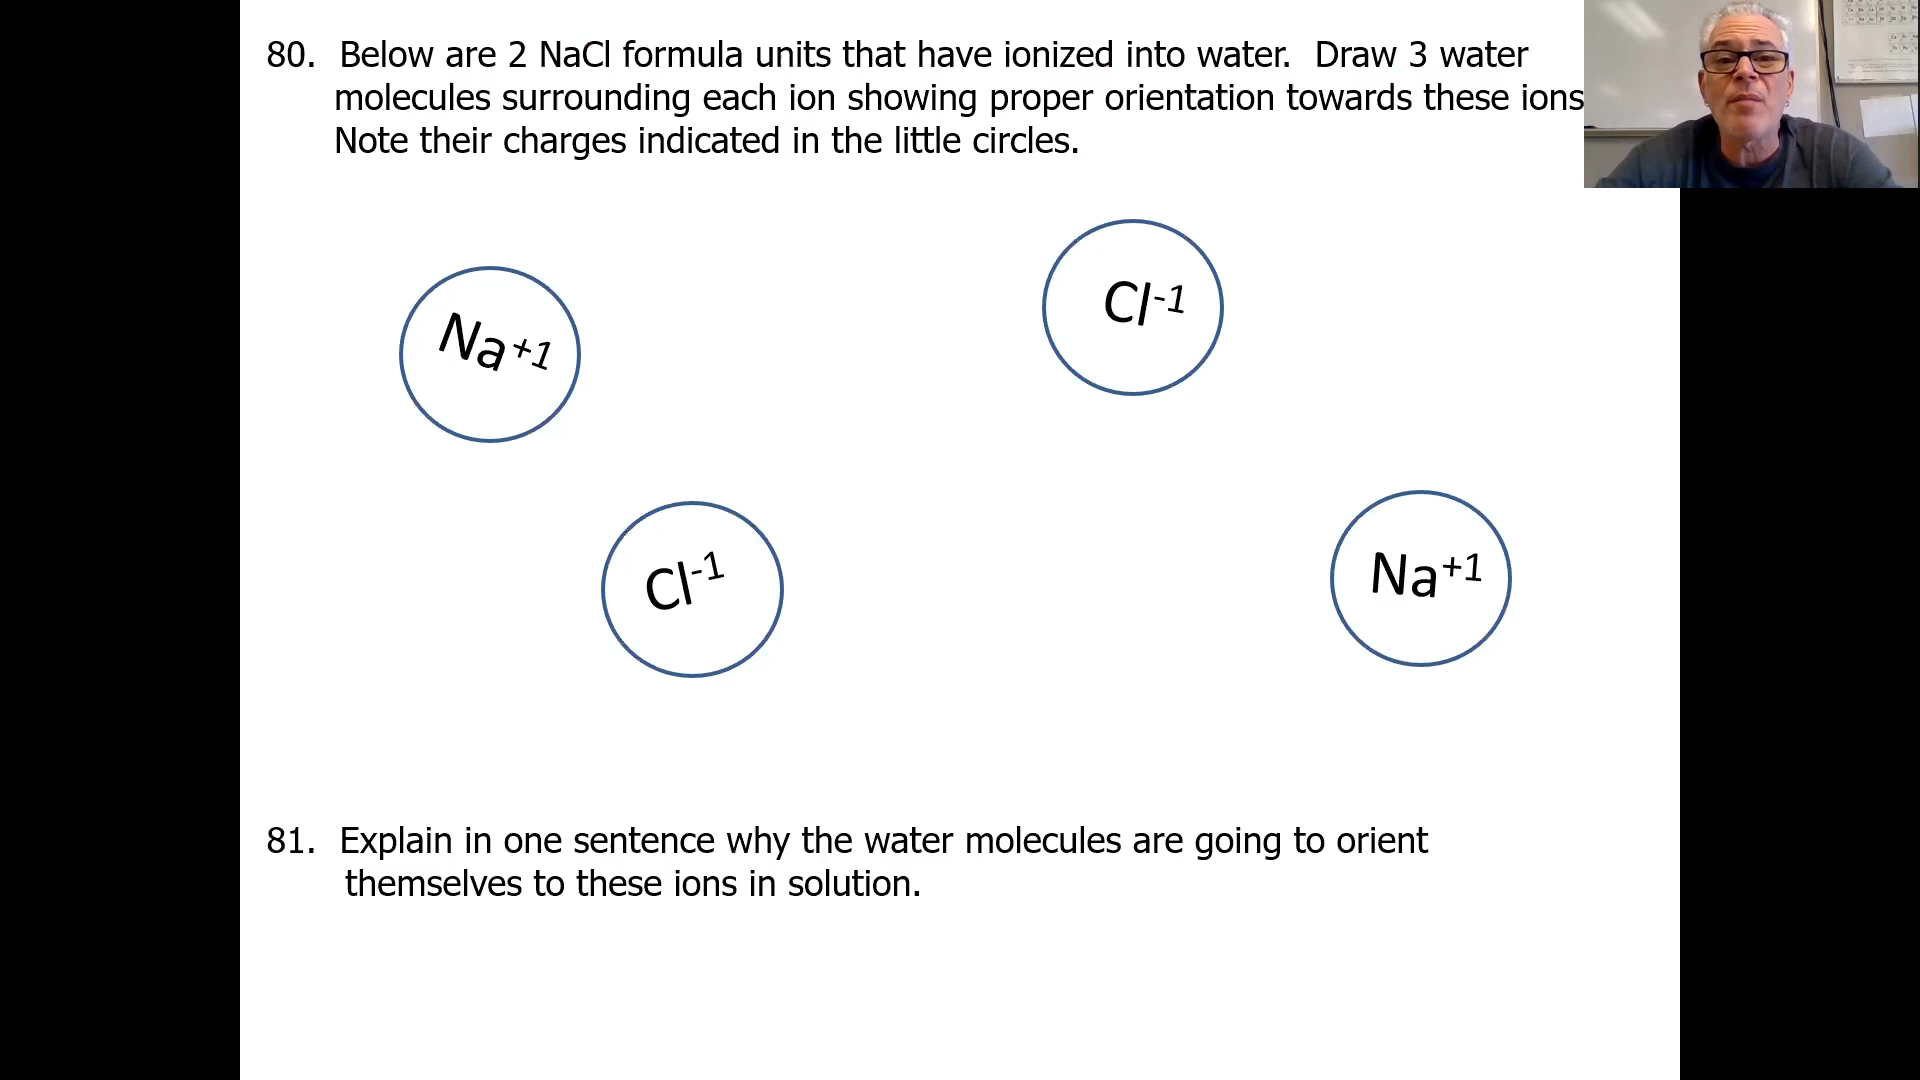 80. Below are 2 NaCl formula units that have ionized into water. Draw 3 water
molecules surrounding each ion showing proper orientation towards these ions
Note their charges indicated in the little circles.
Cl-1
Na+1
Cl-1
Na+1
81. Explain in one sentence why the water molecules are going to orient
themselves to these ions in solution.